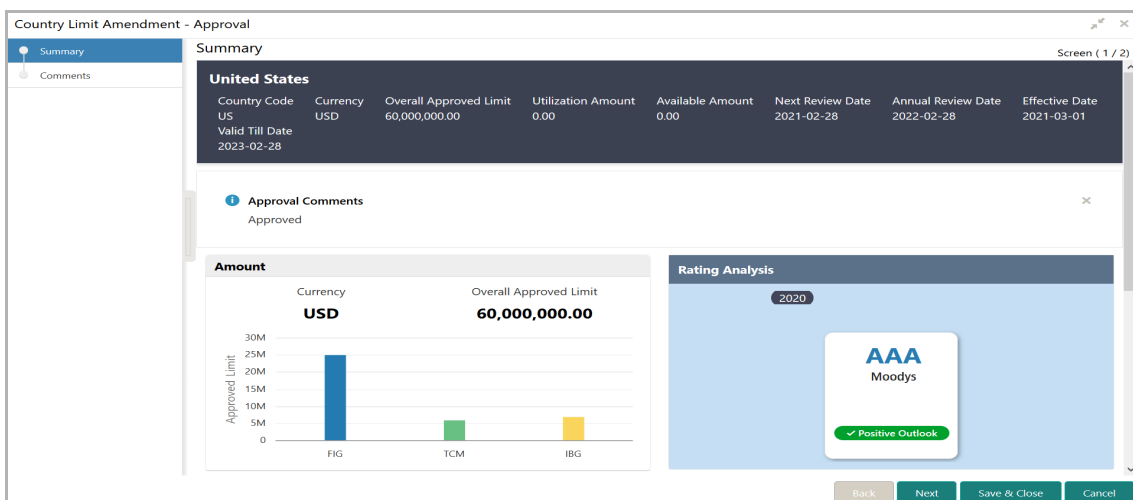 Country Limit Amendment - Approval
Summary
Comments
Summary
Screen ( 1 / 2)
United States
Country Code Currency Overall Approved Limit Utilization Amount Available Amount Next Review Date Annual Review Date Effective Date
US USD 60,000,000.00 0.00 0.00 2021-02-28 2022-02-28 2021-03-01
Valid Till Date
2023-02-28
Approval Comments
Approved
Amount
Currency Overall Approved Limit
USD 60,000,000.00
Approved Limit
30M
25M
20M
15M
10M
5M
0
FIG TCM IBG
Rating Analysis
2020
AAA
Moodys
Positive Outlook
Back Next Save & Close Cancel